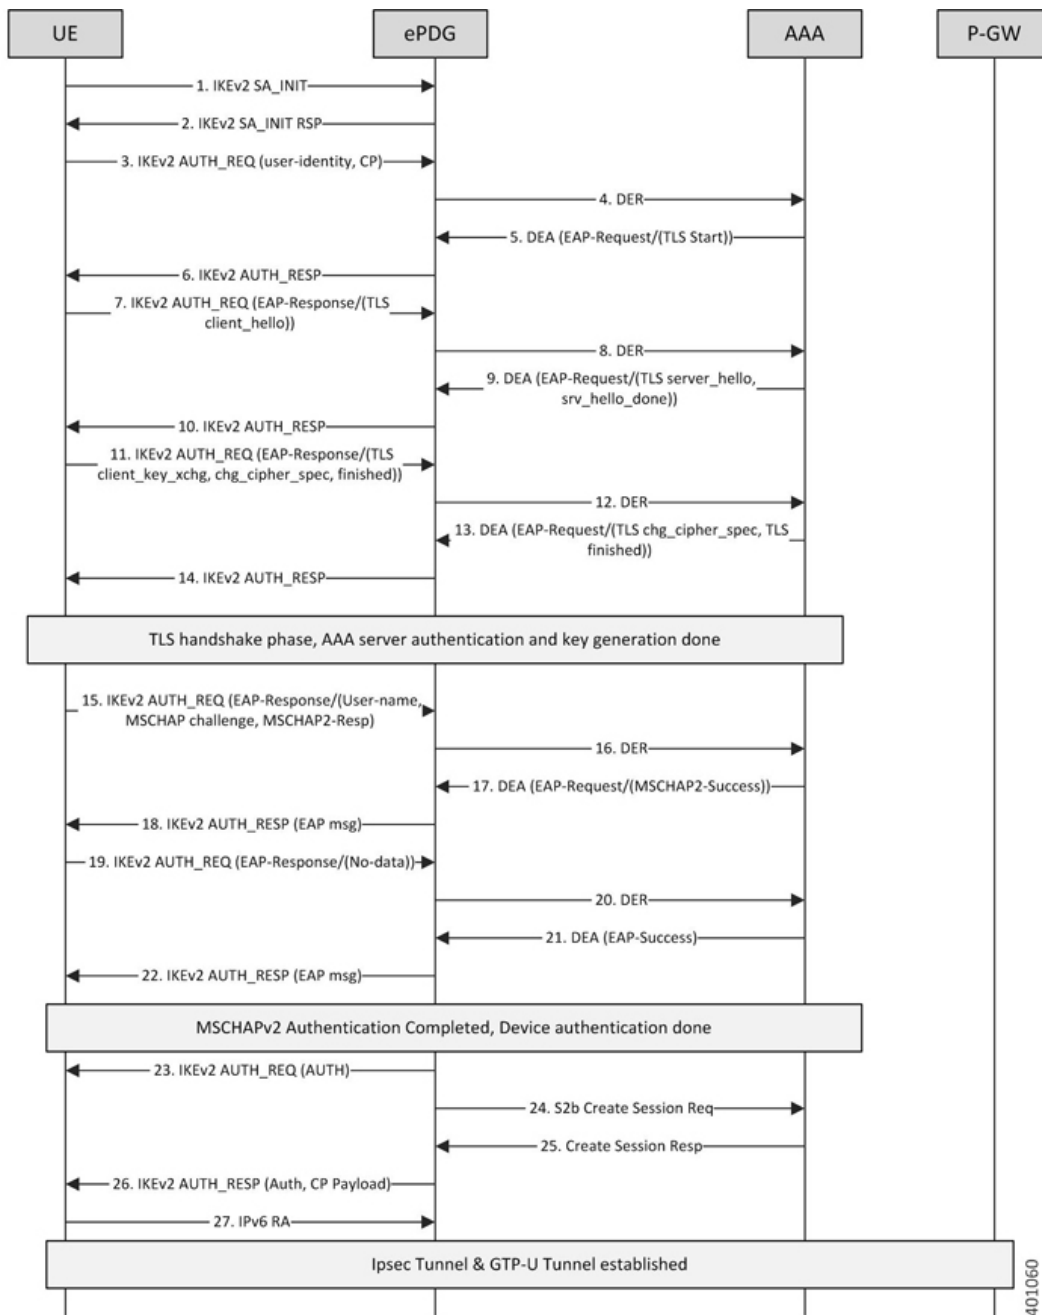 UE
ePDG
AAA
P-GW
1. IKEv2 SA_INIT
2. IKEv2 SA_INIT RSP
3. IKEv2 AUTH_REQ (user-identity, CP)
4. DER
5. DEA (EAP-Request/(TLS Start))
6. IKEv2 AUTH_RESP
7. IKEv2 AUTH_REQ (EAP-Response/(TLS
client_hello))
8. DER
9. DEA (EAP-Request/(TLS server_hello,
srv_hello_done))
10. IKEv2 AUTH_RESP
11. IKEv2 AUTH_REQ (EAP-Response/(TLS
client_key_xchg, chg_cipher_spec, finished))
12. DER
13. DEA (EAP-Request/(TLS chg_cipher_spec, TLS
finished))
14. IKEv2 AUTH_RESP
TLS handshake phase, AAA server authentication and key generation done
15. IKEv2 AUTH_REQ (EAP-Response/(User-name,
MSCHAP challenge, MSCHAP2-Resp)
16. DER
17. DEA (EAP-Request/(MSCHAP2-Success))
18. IKEv2 AUTH_RESP (EAP msg)
19. IKEv2 AUTH_REQ (EAP-Response/(No-data))
20. DER
21. DEA (EAP-Success)
22. IKEv2 AUTH_RESP (EAP msg)
MSCHAPv2 Authentication Completed, Device authentication done
23. IKEv2 AUTH_REQ (AUTH)
24. S2b Create Session Req
25. Create Session Resp
26. IKEv2 AUTH_RESP (Auth, CP Payload)
27. IPv6 RA
Ipsec Tunnel & GTP-U Tunnel established
401060